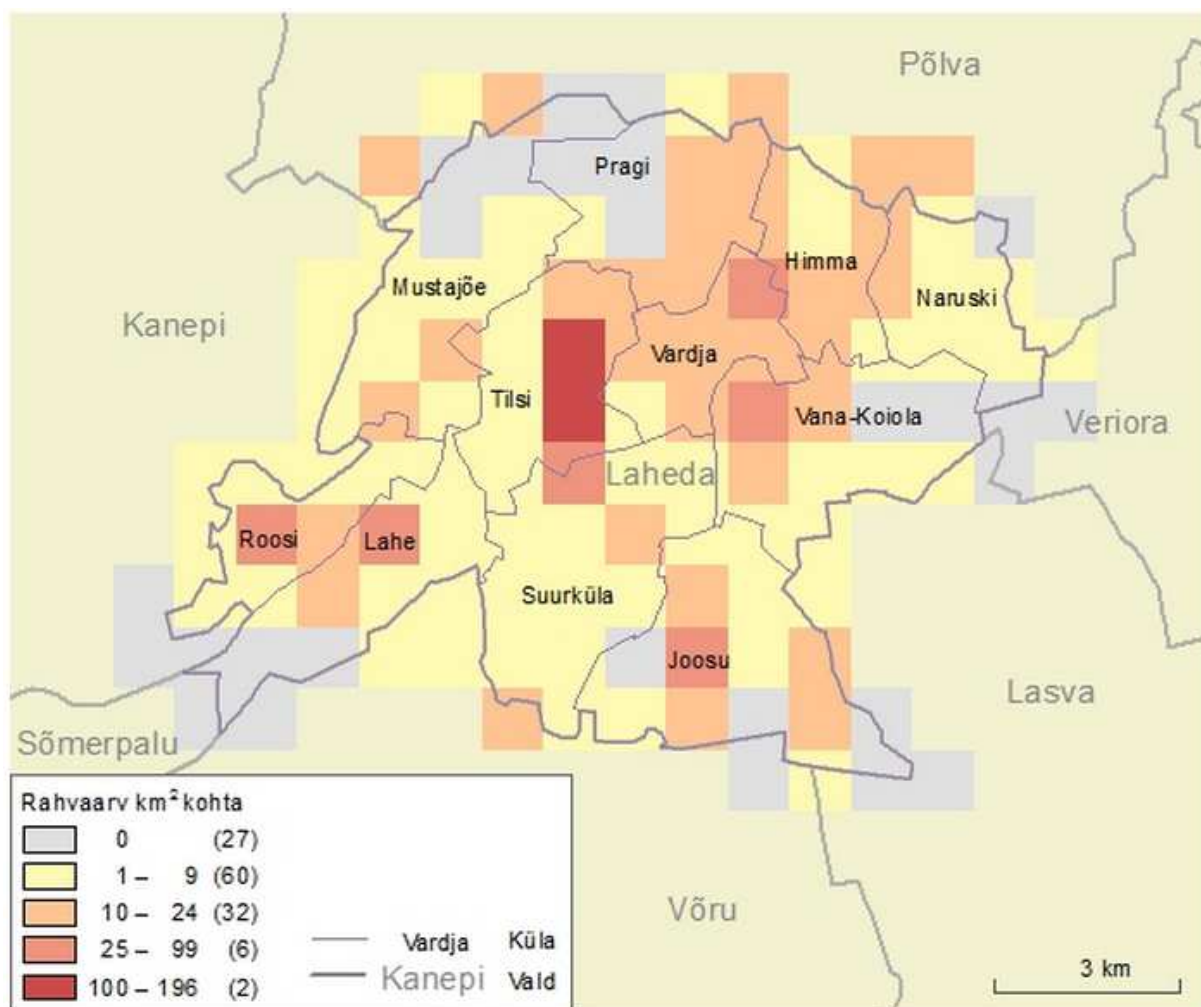 Põlva
Pragi
Himma
Mustajõe
Naruski
Kanepi
Vardja
Tilsi
Vana-Koiola
Veriora
Laheda
Roosi
Lahe
Suurküla
Joosu
Lasva
Sõmerpalu
Võru
Rahvaarv km² kohta
0 (27)
1 – 9 (60)
10 – 24 (32)
25 – 99 (6)
100 – 196 (2)
Vardja Küla
Kanepi Vald
3 km